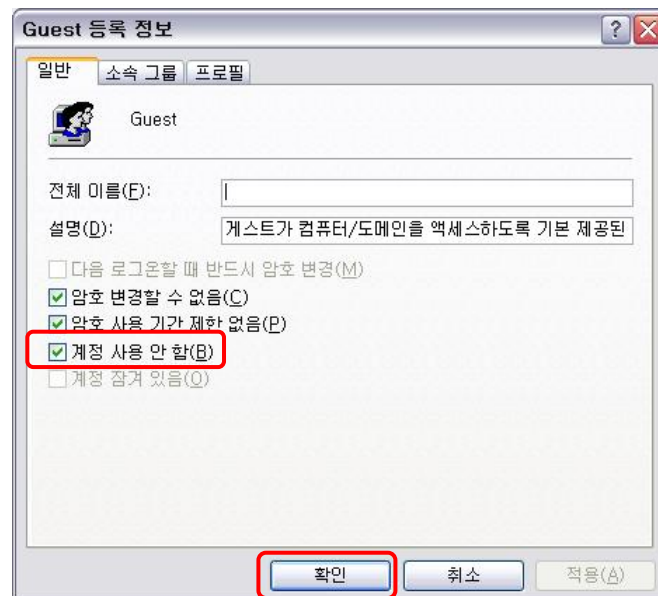 Guest 등록 정보
일반 소속 그룹 프로필
Guest
전체 이름(F):
설명(D): 게스트가 컴퓨터/도메인을 액세스하도록 기본 제공된
다음 로그온할 때 반드시 암호 변경(M)
암호 변경할 수 없음(C)
암호 사용 기간 제한 없음(P)
계정 사용 안 함(B)
계정 잠겨 있음(O)
확인 취소 적용(A)